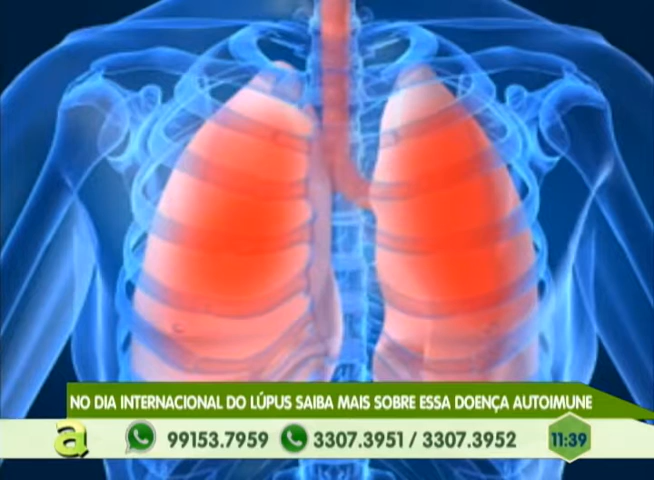 NO DIA INTERNACIONAL DO LÚPUS SAIBA MAIS SOBRE ESSA DOENÇA AUTOIMUNE
a 99153.7959 3307.3951 / 3307.3952 11:39